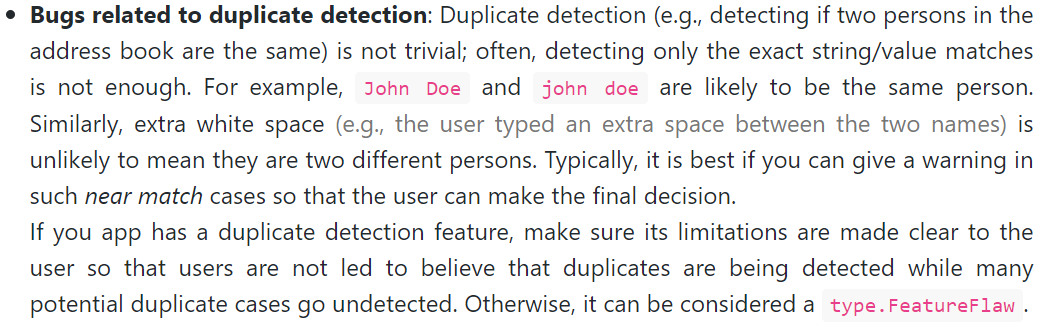 • Bugs related to duplicate detection: Duplicate detection (e.g., detecting if two persons in the
address book are the same) is not trivial; often, detecting only the exact string/value matches
is not enough. For example, John Doe and john doe are likely to be the same person.
Similarly, extra white space (e.g., the user typed an extra space between the two names) is
unlikely to mean they are two different persons. Typically, it is best if you can give a warning in
such near match cases so that the user can make the final decision.
If you app has a duplicate detection feature, make sure its limitations are made clear to the
user so that users are not led to believe that duplicates are being detected while many
potential duplicate cases go undetected. Otherwise, it can be considered a type.FeatureFlaw.